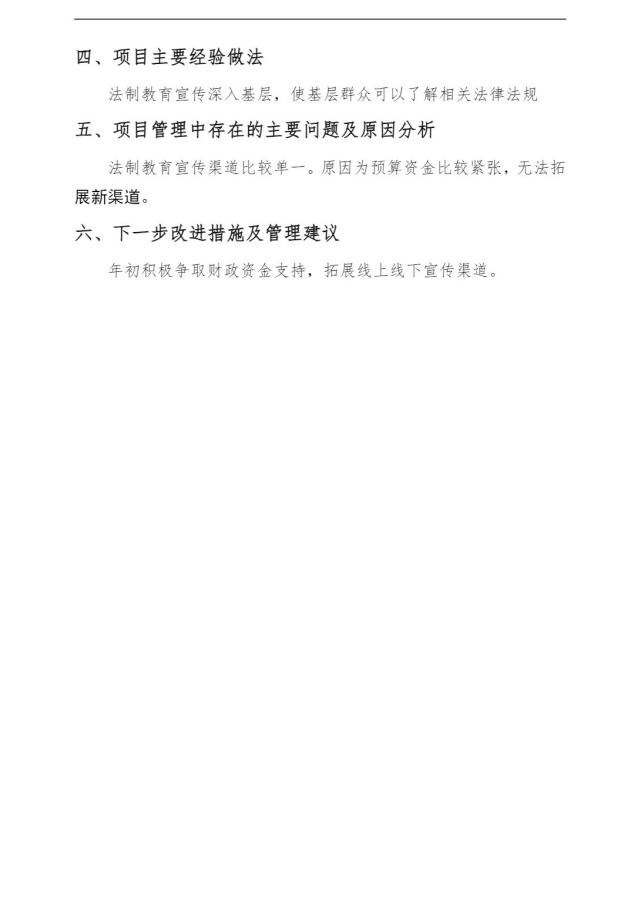 四、项目主要经验做法
法制教育宣传深入基层，使基层群众可以了解相关法律法规
五、项目管理中存在的主要问题及原因分析
法制教育宣传渠道比较单一。原因为预算资金比较紧张，无法拓
展新渠道。
六、下一步改进措施及管理建议
年初积极争取财政资金支持，拓展线上线下宣传渠道。